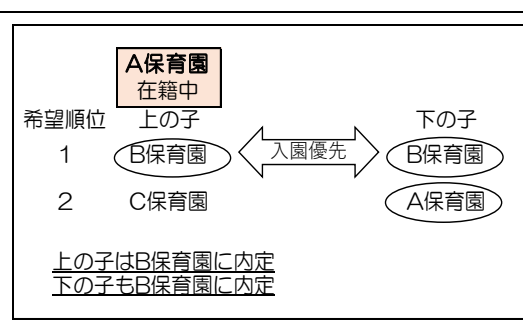 A保育園
在籍中
希望順位 上の子 下の子
1 B保育園 入園優先 B保育園
2 C保育園 A保育園
上の子はB保育園に内定
下の子もB保育園に内定